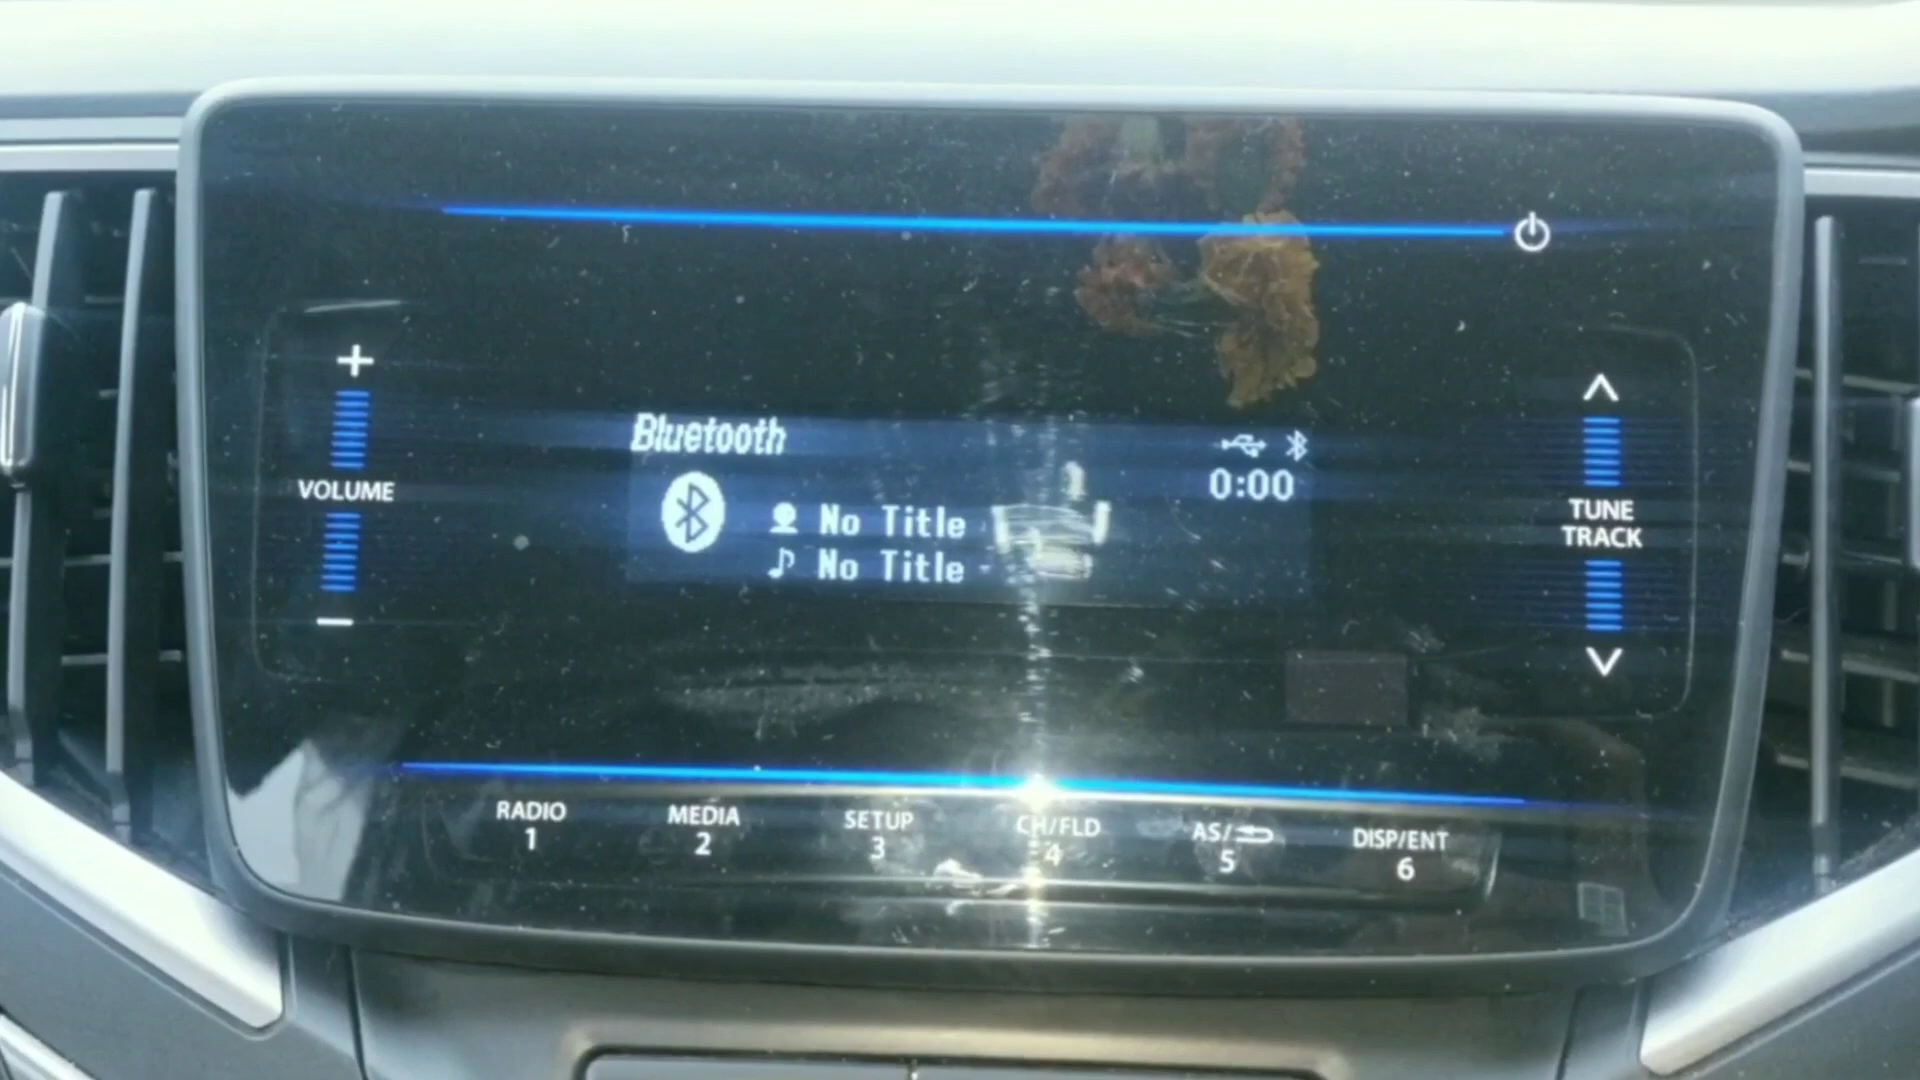 Bluetooth
0:00
No Title
No Title
+
VOLUME
−
TUNE
TRACK
RADIO
1
MEDIA
2
SETUP
3
CH/FLD
4
AS/
5
DISP/ENT
6